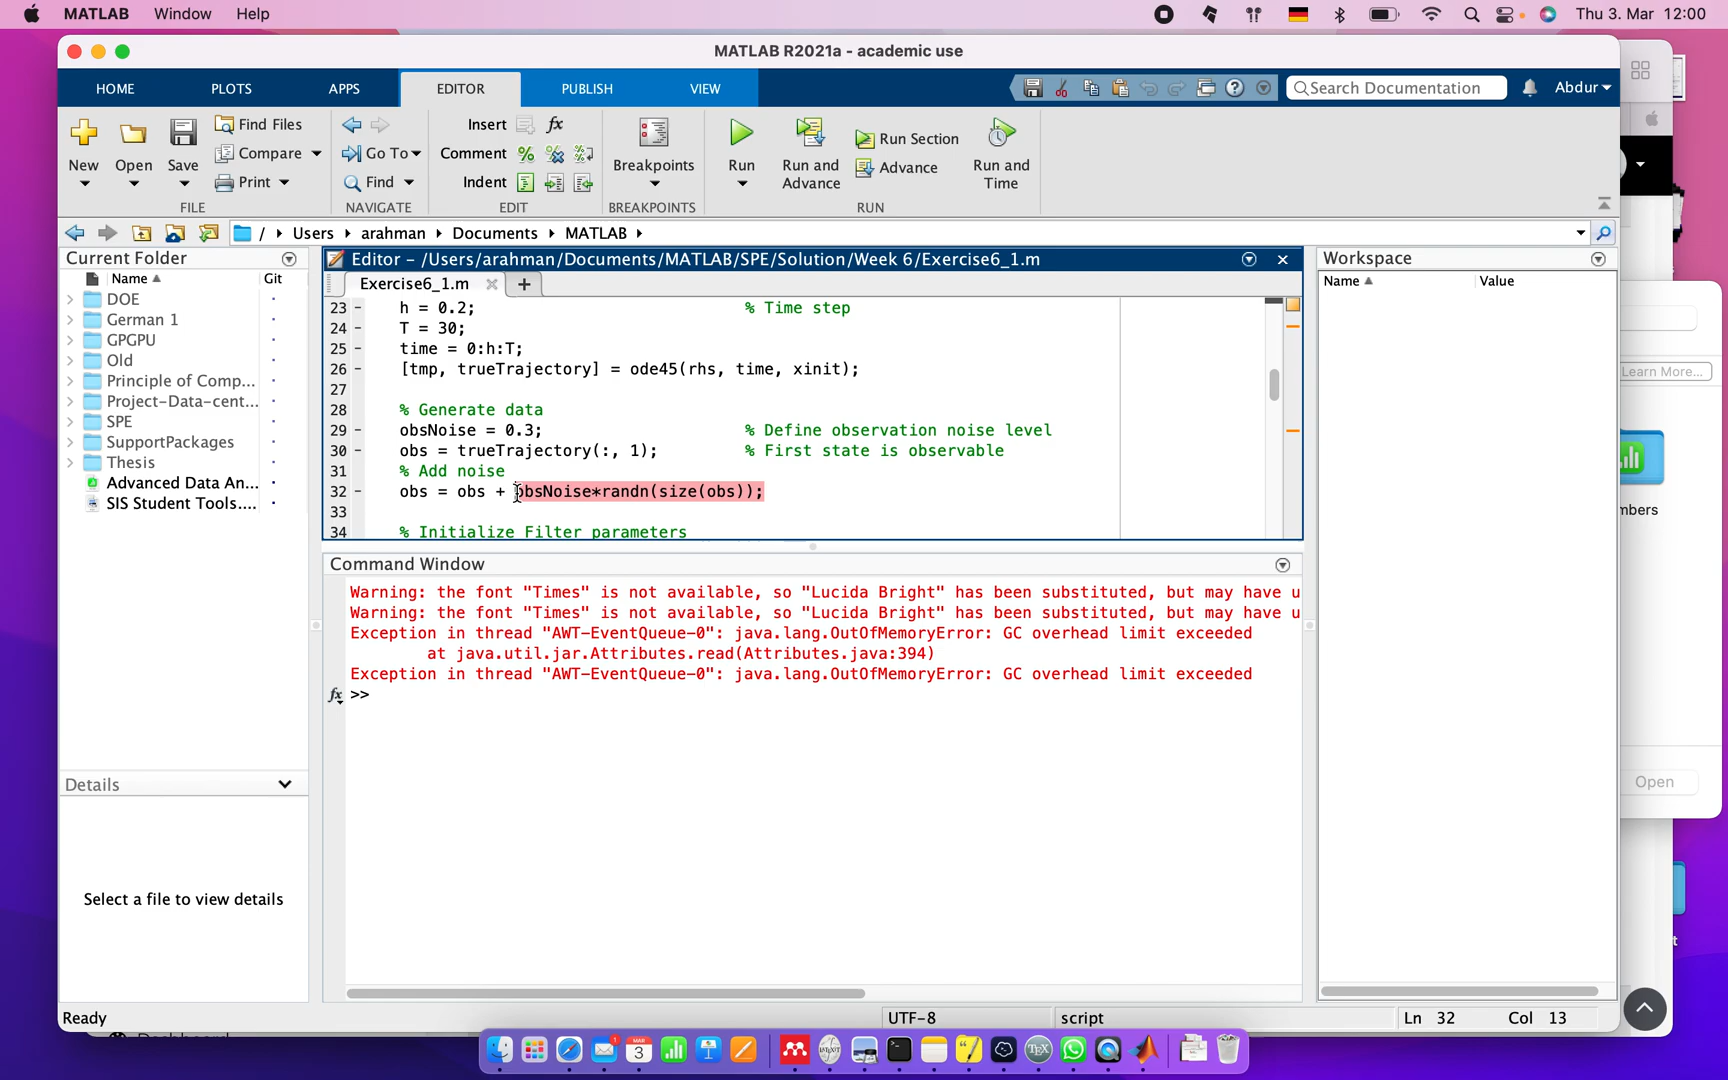 MATLAB Window Help Thu 3. Mar 12:00
MATLAB R2021a - academic use
HOME PLOTS APPS EDITOR PUBLISH VIEW Search Documentation Abdur
New Open Save Find Files Compare Print
FILE
Go To Find
NAVIGATE
Insert fx
Comment
Indent
EDIT
Breakpoints
BREAKPOINTS
Run Run and Advance Run Section Advance Run and Time
RUN
/ Users arahman Documents MATLAB
Current Folder
Name Git
DOE
German 1
GPGPU
Old
Principle of Comp...
Project-Data-cent...
SPE
SupportPackages
Thesis
Advanced Data An...
SIS Student Tools....
Details
Select a file to view details
Editor - /Users/arahman/Documents/MATLAB/SPE/Solution/Week 6/Exercise6_1.m
Exercise6_1.m
23 - h = 0.2; % Time step
24 - T = 30;
25 - time = 0:h:T;
26 - [tmp, trueTrajectory] = ode45(rhs, time, xinit);
27
28 % Generate data
29 - obsNoise = 0.3; % Define observation noise level
30 - obs = trueTrajectory(:, 1); % First state is observable
31 % Add noise
32 - obs = obs + obsNoise*randn(size(obs));
33
34 % Initialize Filter parameters
Command Window
Warning: the font "Times" is not available, so "Lucida Bright" has been substituted, but may have u
Warning: the font "Times" is not available, so "Lucida Bright" has been substituted, but may have u
Exception in thread "AWT-EventQueue-0": java.lang.OutOfMemoryError: GC overhead limit exceeded
at java.util.jar.Attributes.read(Attributes.java:394)
Exception in thread "AWT-EventQueue-0": java.lang.OutOfMemoryError: GC overhead limit exceeded
fx >>
Workspace
Name Value
Learn More...
mbers
Open
Ready UTF-8 script Ln 32 Col 13
MAR
3
1
TEX